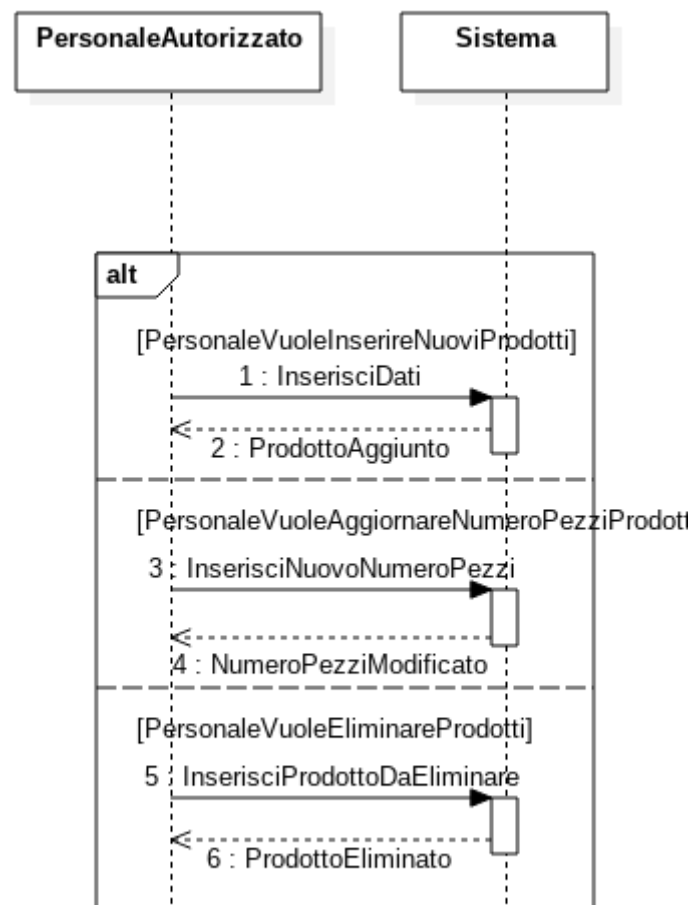 PersonaleAutorizzato
Sistema
alt
[PersonaleVuoleInserireNuoviProdotti]
1 : InserisciDati
2 : ProdottoAggiunto
[PersonaleVuoleAggiornareNumeroPezziProdott
3 : InserisciNuovoNumeroPezzi
4 : NumeroPezziModificato
[PersonaleVuoleEliminareProdotti]
5 : InserisciProdottoDaEliminare
6 : ProdottoEliminato